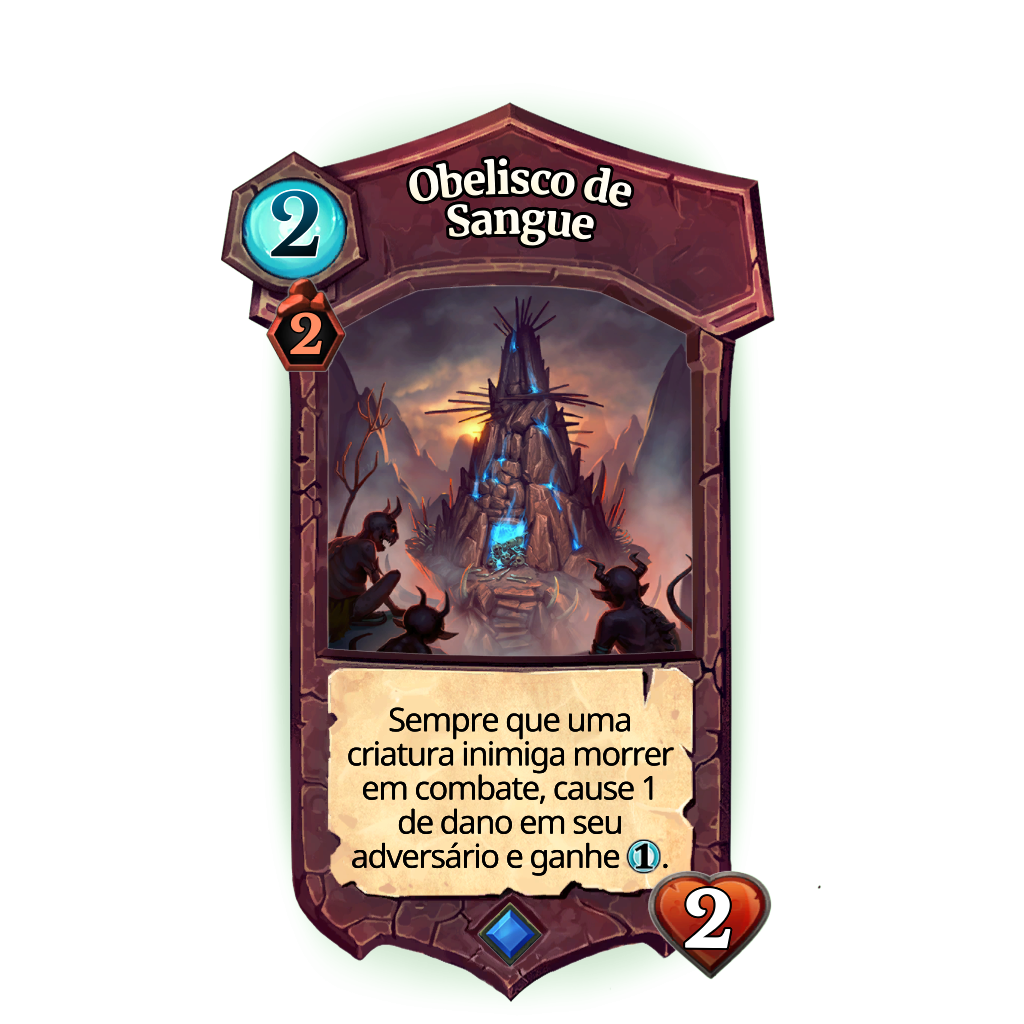 2
Obelisco de
Sangue
2
Sempre que uma
criatura inimiga morrer
em combate, cause 1
de dano em seu
adversário e ganhe 1.
2